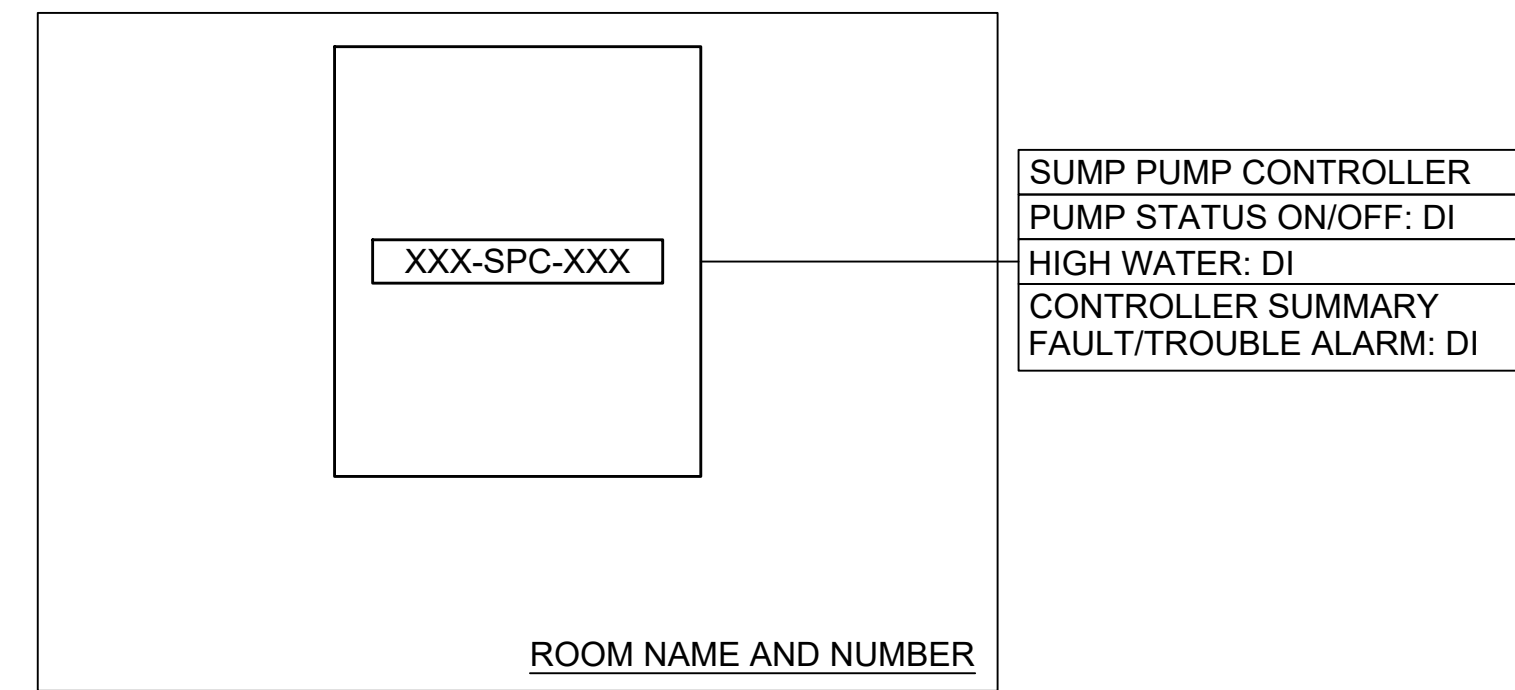 SUMP PUMP CONTROLLER
PUMP STATUS ON/OFF: DI
XXX-SPC-XXX
HIGH WATER: DI
CONTROLLER SUMMARY
FAULT/TROUBLE ALARM: DI
ROOM NAME AND NUMBER